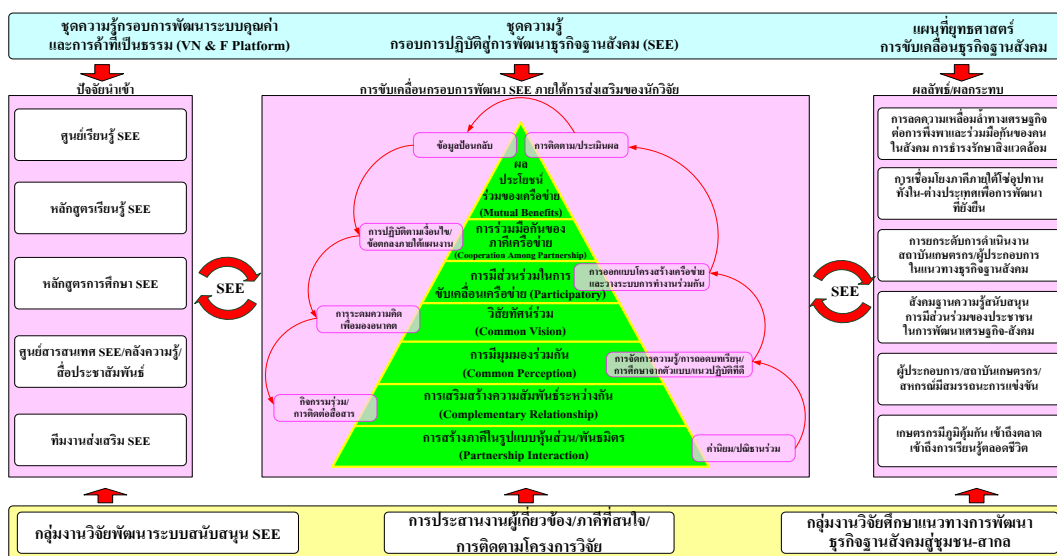 ชุดความรู้กรอบการพัฒนาระบบคุณค่า
และการค้าที่เป็นธรรม (VN & F Platform)
ชุดความรู้
กรอบการปฏิบัติสู่การพัฒนาธุรกิจฐานสังคม (SEE)
แผนที่ยุทธศาสตร์
การขับเคลื่อนธุรกิจฐานสังคม
ปัจจัยนำเข้า
ศูนย์เรียนรู้ SEE
หลักสูตรเรียนรู้ SEE
หลักสูตรการศึกษา SEE
ศูนย์สารสนเทศ SEE/คลังความรู้/
สื่อประชาสัมพันธ์
ทีมงานส่งเสริม SEE
SEE
การขับเคลื่อนกรอบการพัฒนา SEE ภายใต้การส่งเสริมของนักวิจัย
ข้อมูลป้อนกลับ
การติดตาม/ประเมินผล
ผล
ประโยชน์
ร่วมของเครือข่าย
(Mutual Benefits)
การปฏิบัติตามเงื่อนไข/
ข้อตกลงภายใต้แผนงาน
การร่วมมือกันของ
ภาคีเครือข่าย
(Cooperation Among Partnership)
การมีส่วนร่วมในการ
ขับเคลื่อนเครือข่าย (Participatory)
การออกแบบโครงสร้างเครือข่าย
และวางระบบการทำงานร่วมกัน
การระดมความคิด
เพื่อมองอนาคต
วิสัยทัศน์ร่วม
(Common Vision)
การมีมุมมองร่วมกัน
(Common Perception)
การจัดการความรู้/การถอดบทเรียน/
การศึกษาจากตัวแบบ/แนวปฏิบัติที่ดี
กิจกรรมร่วม/
การติดต่อสื่อสาร
การเสริมสร้างความสัมพันธ์ระหว่างกัน
(Complementary Relationship)
การสร้างภาคีในรูปแบบหุ้นส่วน/พันธมิตร
(Partnership Interaction)
ค่านิยม/ปณิธานร่วม
SEE
ผลลัพธ์/ผลกระทบ
การลดความเหลื่อมล้ำทางเศรษฐกิจ
ต่อการพึ่งพาและร่วมมือกันของคน
ในสังคม การธำรงรักษาสิ่งแวดล้อม
การเชื่อมโยงภาคีภายใต้โซ่อุปทาน
ทั้งใน-ต่างประเทศเพื่อการพัฒนา
ที่ยั่งยืน
การยกระดับการดำเนินงาน
สถาบันเกษตรกร/ผู้ประกอบการ
ในแนวทางธุรกิจฐานสังคม
สังคมฐานความรู้สนับสนุน
การมีส่วนร่วมของประชาชน
ในการพัฒนาเศรษฐกิจ-สังคม
ผู้ประกอบการ/สถาบันเกษตรกร/
สหกรณ์มีสมรรถนะการแข่งขัน
เกษตรกรมีภูมิคุ้มกัน เข้าถึงตลาด
เข้าถึงการเรียนรู้ตลอดชีวิต
กลุ่มงานวิจัยพัฒนาระบบสนับสนุน SEE
การประสานงานผู้เกี่ยวข้อง/ภาคีที่สนใจ/
การติดตามโครงการวิจัย
กลุ่มงานวิจัยศึกษาแนวทางการพัฒนา
ธุรกิจฐานสังคมสู่ชุมชน-สากล